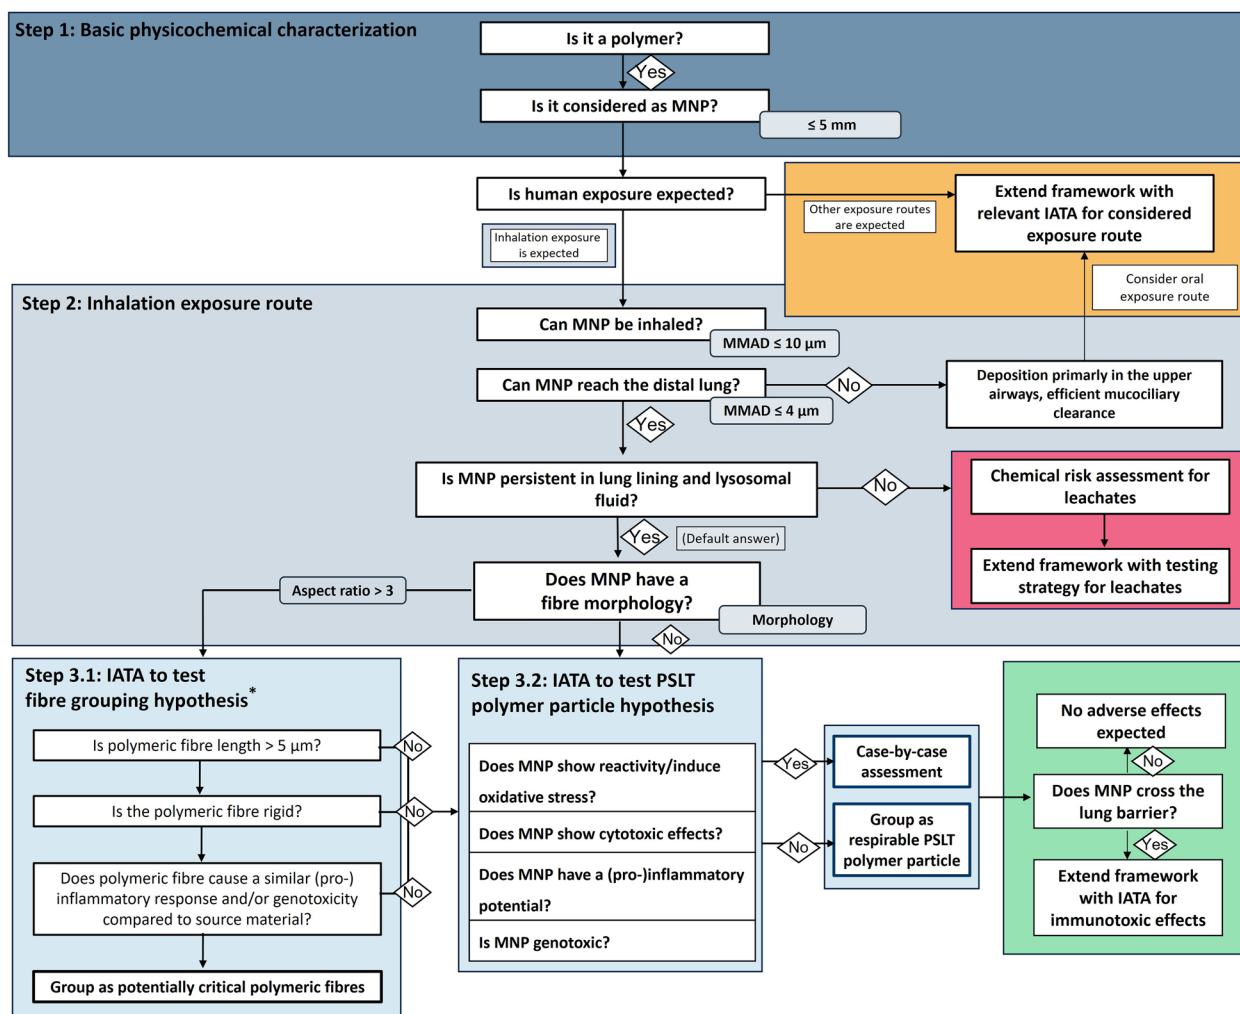 Step 1: Basic physicochemical characterization
Is it a polymer?
Yes
Is it considered as MNP?
≤ 5 mm
Is human exposure expected?
Other exposure routes
are expected
Extend framework with
relevant IATA for considered
exposure route
Inhalation exposure
is expected
Consider oral
exposure route
Step 2: Inhalation exposure route
Can MNP be inhaled?
MMAD ≤ 10 µm
Can MNP reach the distal lung?
MMAD ≤ 4 µm
No
Deposition primarily in the upper
airways, efficient mucociliary
clearance
Yes
Is MNP persistent in lung lining and lysosomal
fluid?
No
Chemical risk assessment for
leachates
Extend framework with testing
strategy for leachates
Yes
(Default answer)
Does MNP have a
fibre morphology?
Morphology
Aspect ratio > 3
No
Step 3.1: IATA to test
fibre grouping hypothesis*
Is polymeric fibre length > 5 µm?
No
Is the polymeric fibre rigid?
No
Does polymeric fibre cause a similar (pro-)
inflammatory response and/or genotoxicity
compared to source material?
No
Group as potentially critical polymeric fibres
Step 3.2: IATA to test PSLT
polymer particle hypothesis
Does MNP show reactivity/induce
oxidative stress?
Does MNP show cytotoxic effects?
Does MNP have a (pro-)inflammatory
potential?
Is MNP genotoxic?
Yes
Case-by-case
assessment
No
Group as
respirable PSLT
polymer particle
No adverse effects
expected
No
Does MNP cross the
lung barrier?
Yes
Extend framework
with IATA for
immunotoxic effects